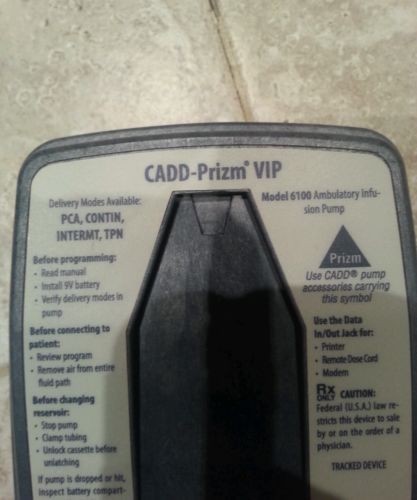 CADD-Prizm® VIP
Delivery Modes Available:
PCA, CONTIN,
INTERMT, TPN
Before programming:
• Read manual
• Install 9V battery
• Verify delivery modes in
pump
Before connecting to
patient:
• Review program
• Remove air from entire
fluid path
Before changing
reservoir:
• Stop pump
• Clamp tubing
• Unlock cassette before
unlatching
If pump is dropped or hit,
inspect battery compart-
Model 6100 Ambulatory Infu-
sion Pump
Prizm
Use CADD® pump
accessories carrying
this symbol
Use the Data
In/Out Jack for:
• Printer
• Remote Dose Cord
• Modem
Rx ONLY CAUTION:
Federal (U.S.A.) law re-
stricts this device to sale
by or on the order of a
physician.
TRACKED DEVICE